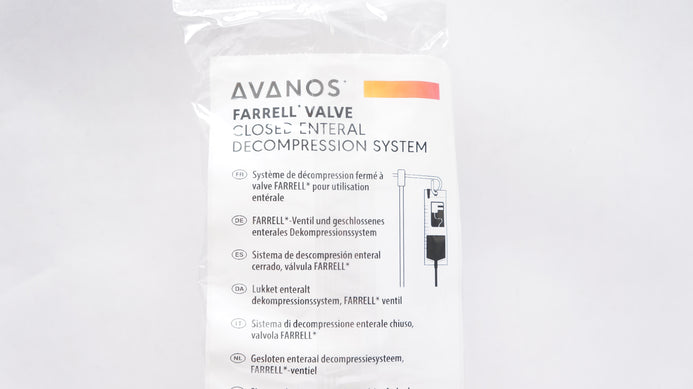 AVANOS*
FARRELL* VALVE
CLOSED ENTERAL
DECOMPRESSION SYSTEM
FR Système de décompression fermé à
valve FARRELL* pour utilisation
entérale
DE FARRELL*-Ventil und geschlossenes
enterales Dekompressionssystem
ES Sistema de descompresión enteral
cerrado, válvula FARRELL*
DA Lukket enteralt
dekompressionssystem, FARRELL* ventil
IT Sistema di decompressione enterale chiuso,
valvola FARRELL*
NL Gesloten enteraal decompressiesysteem,
FARRELL*-ventiel